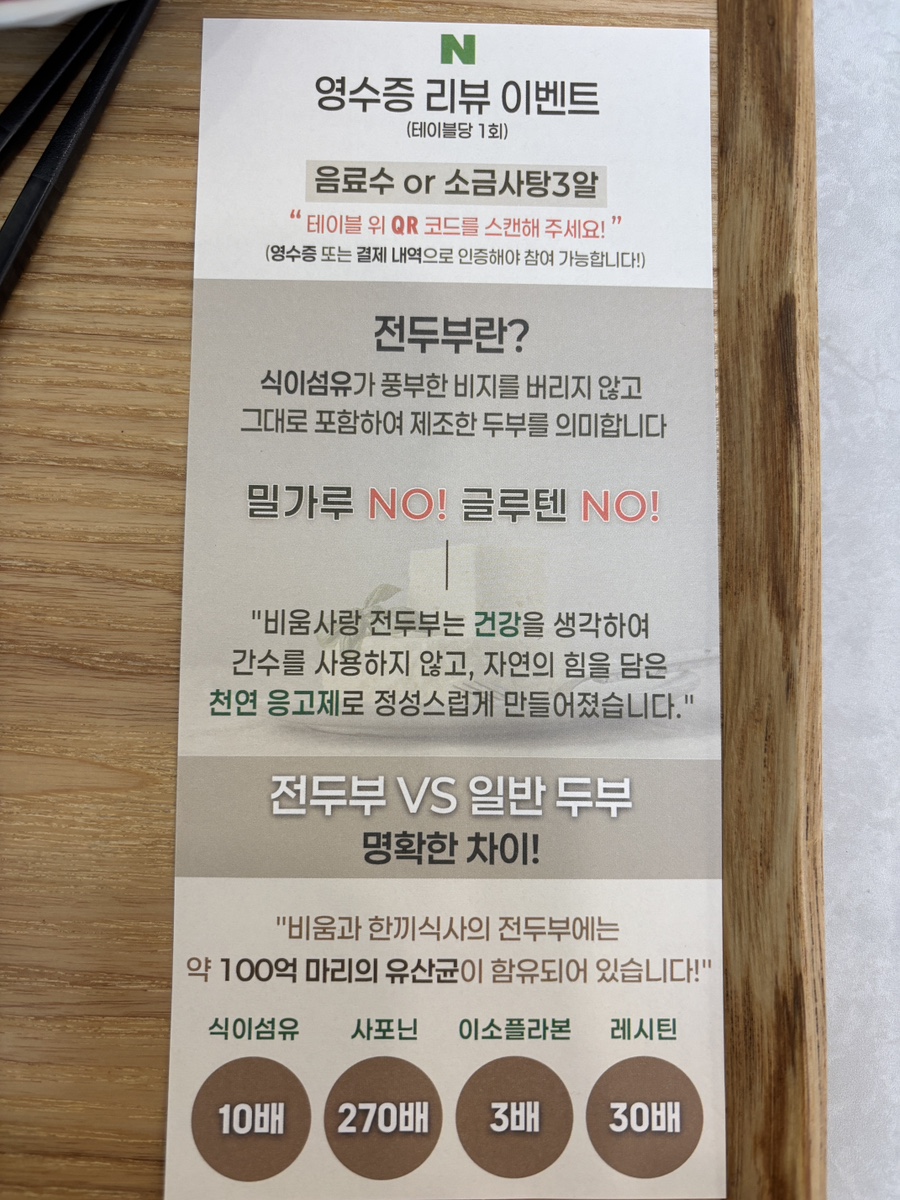 N
영수증 리뷰 이벤트
(테이블당 1회)
음료수 or 소금사탕3알
“ 테이블 위 QR 코드를 스캔해 주세요! ”
(영수증 또는 결제 내역으로 인증해야 참여 가능합니다!)
전두부란?
식이섬유가 풍부한 비지를 버리지 않고
그대로 포함하여 제조한 두부를 의미합니다
밀가루 NO! 글루텐 NO!
"비움사랑 전두부는 건강을 생각하여
간수를 사용하지 않고, 자연의 힘을 담은
천연 응고제로 정성스럽게 만들어졌습니다."
전두부 VS 일반 두부
명확한 차이!
"비움과 한끼식사의 전두부에는
약 100억 마리의 유산균이 함유되어 있습니다!"
식이섬유 사포닌 이소플라본 레시틴
10배 270배 3배 30배